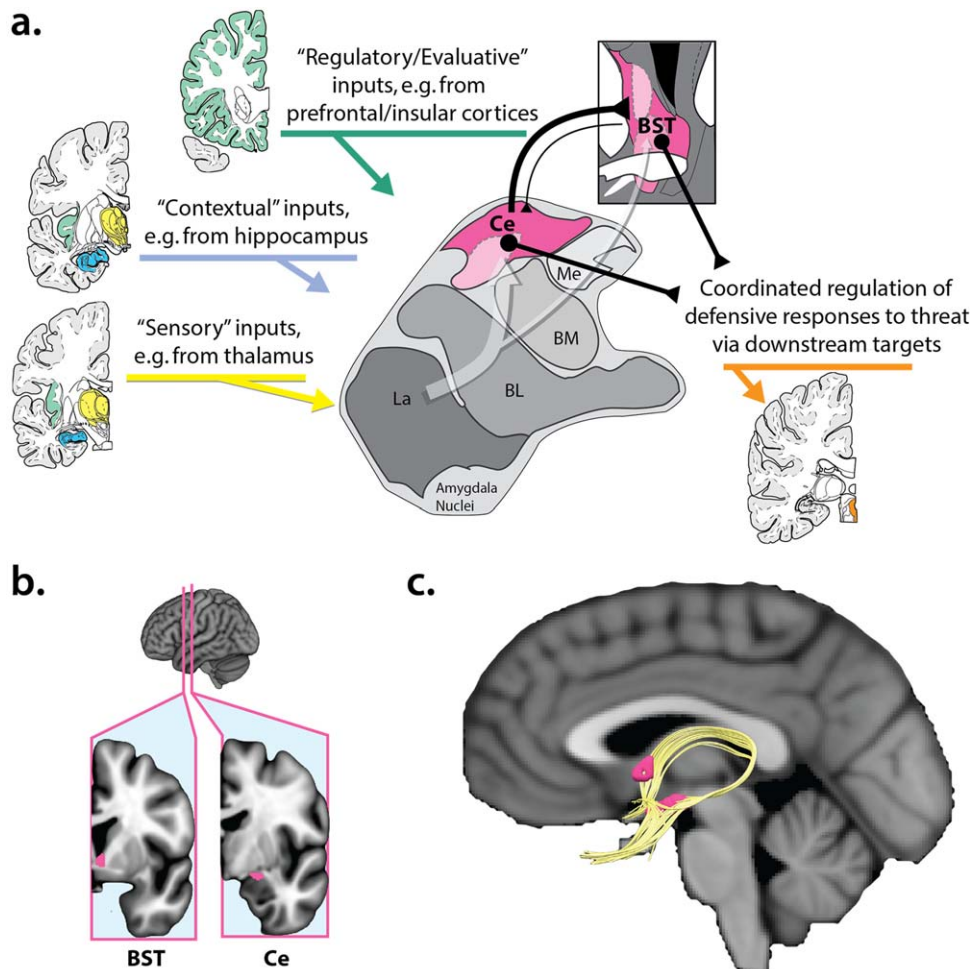 a.
“Regulatory/Evaluative”
inputs, e.g. from
prefrontal/insular cortices
“Contextual” inputs,
e.g. from hippocampus
“Sensory” inputs,
e.g. from thalamus
BST
Ce
Me
BM
BL
La
Amygdala
Nuclei
Coordinated regulation of
defensive responses to threat
via downstream targets
b.
BST
Ce
c.